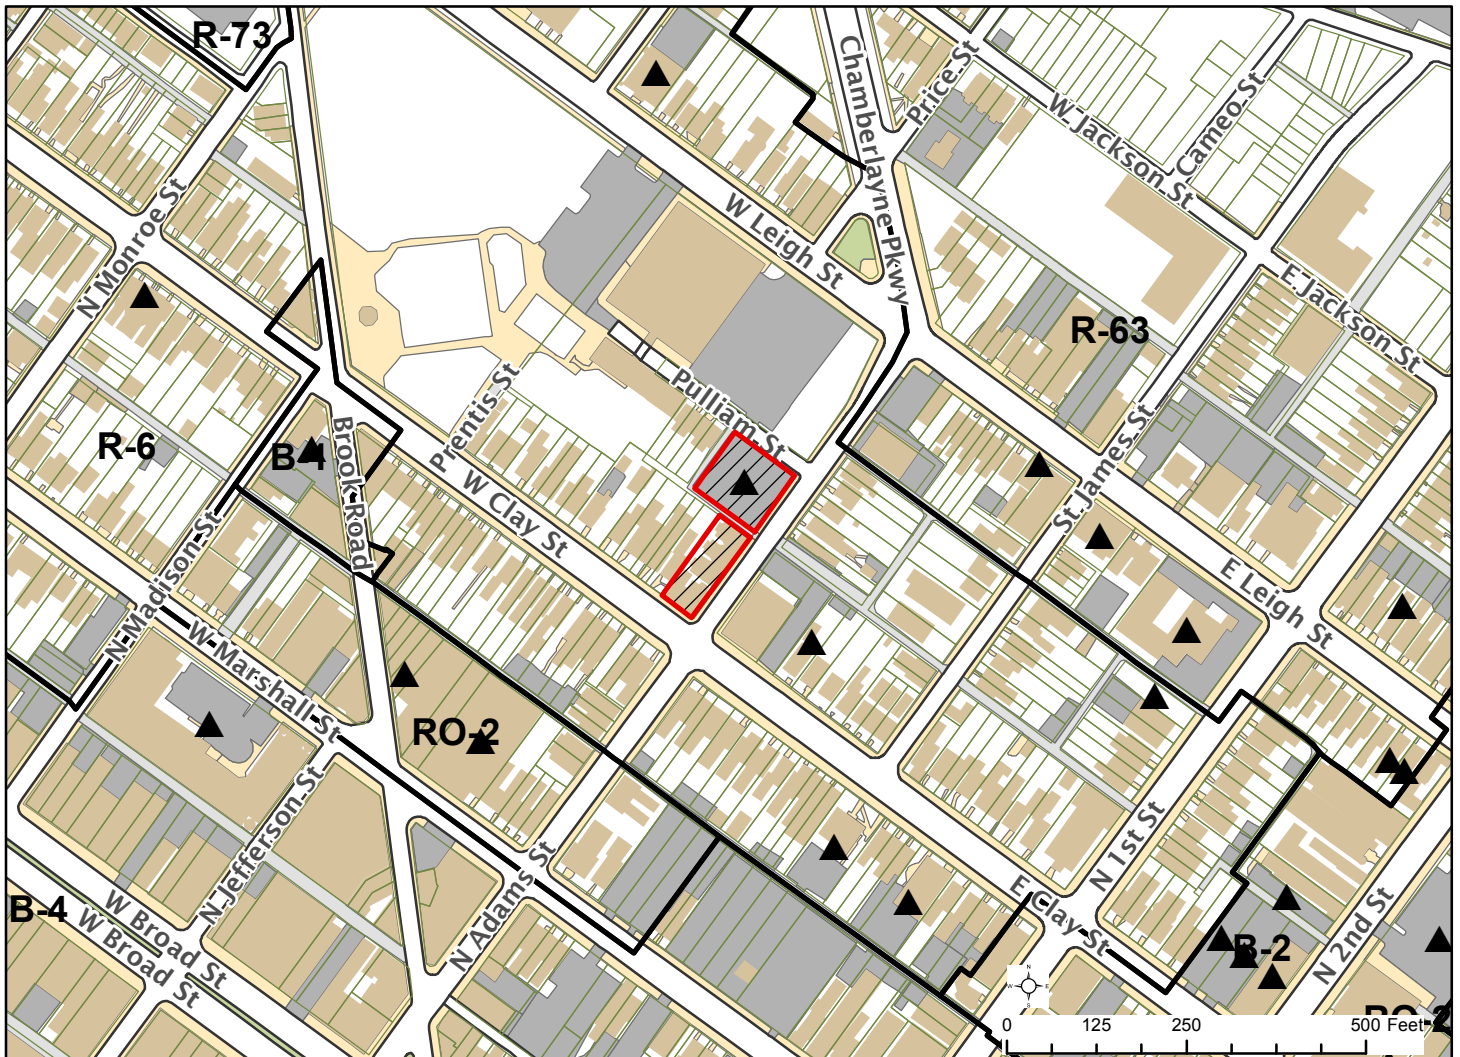 R-73
Chamberlayne Pkwy
Price St
W Jackson St
Cameo St
N Monroe St
W Leigh St
E Jackson St
R-63
Pulliam St
Prentis St
R-6
B-4
Brook Road
W Clay St
St James St
E Leigh St
N Madison St
W Marshall St
RO-2
N Jefferson St
N Adams St
N 1st St
E Clay St
B-4
W Broad St
W Broad St
B-2
N 2nd St
RO-2
N
W E
S
0 125 250 500 Feet